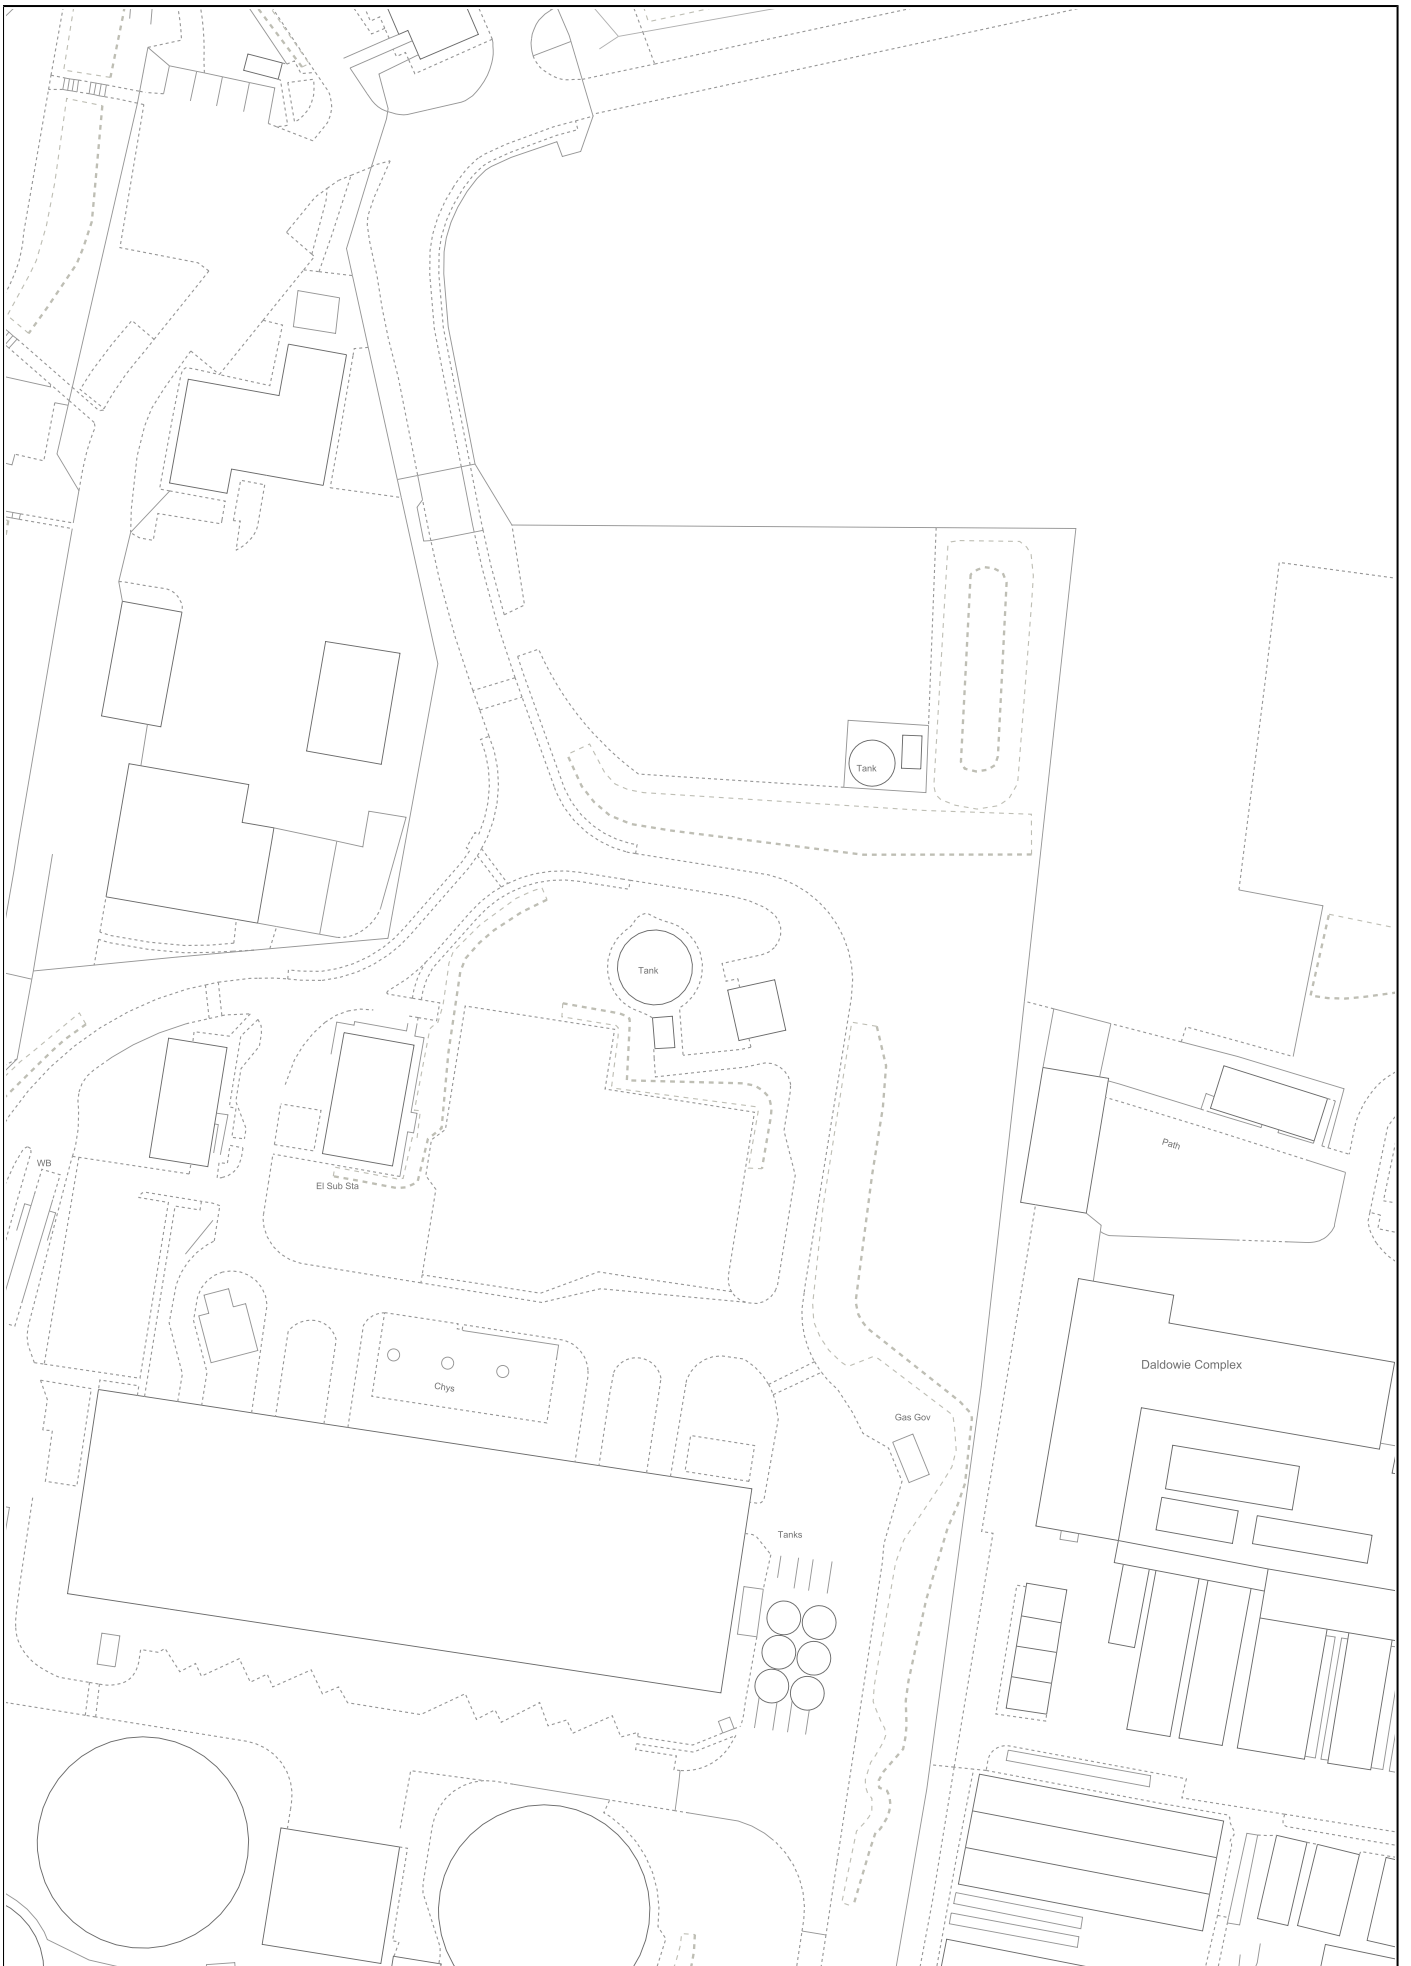 Tank
Tank
Path
WB
El Sub Sta
Daldowie Complex
Chys
Gas Gov
Tanks